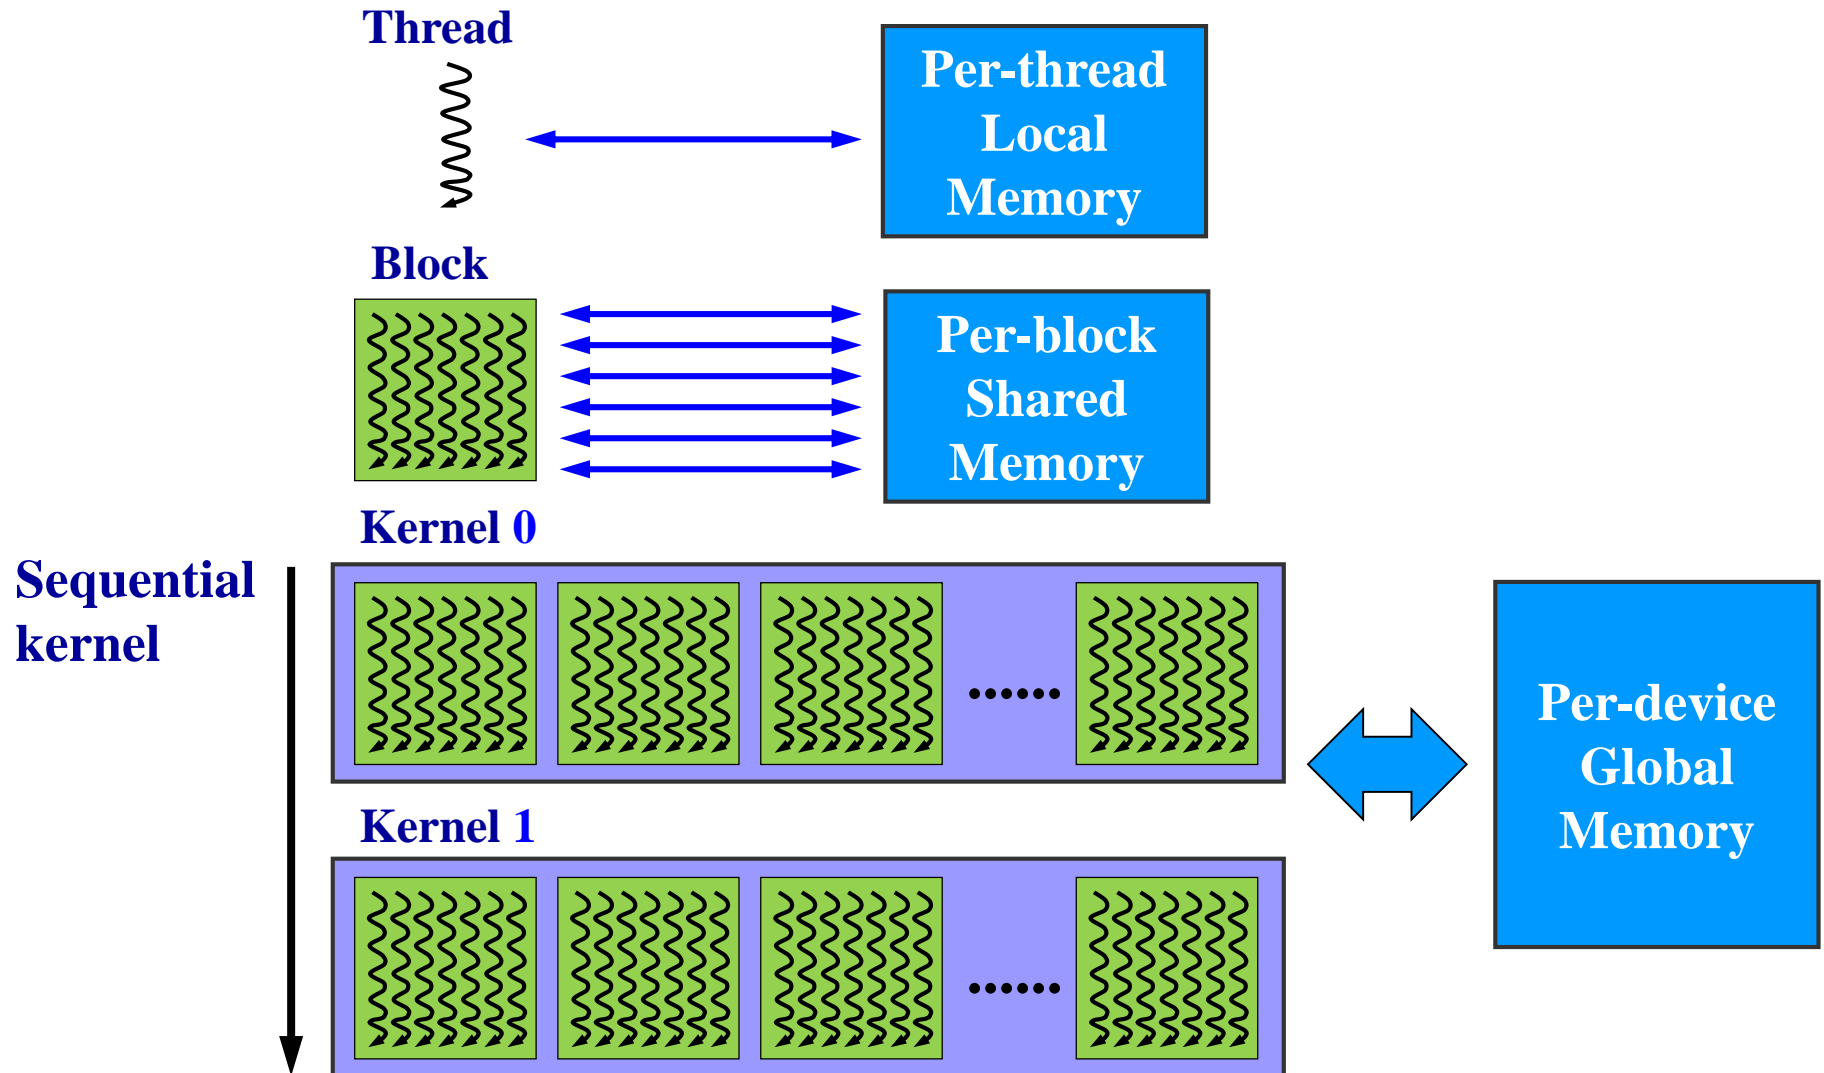 Thread
Per-thread
Local
Memory
Block
Per-block
Shared
Memory
Kernel 0
Sequential
kernel
Per-device
Global
Memory
Kernel 1